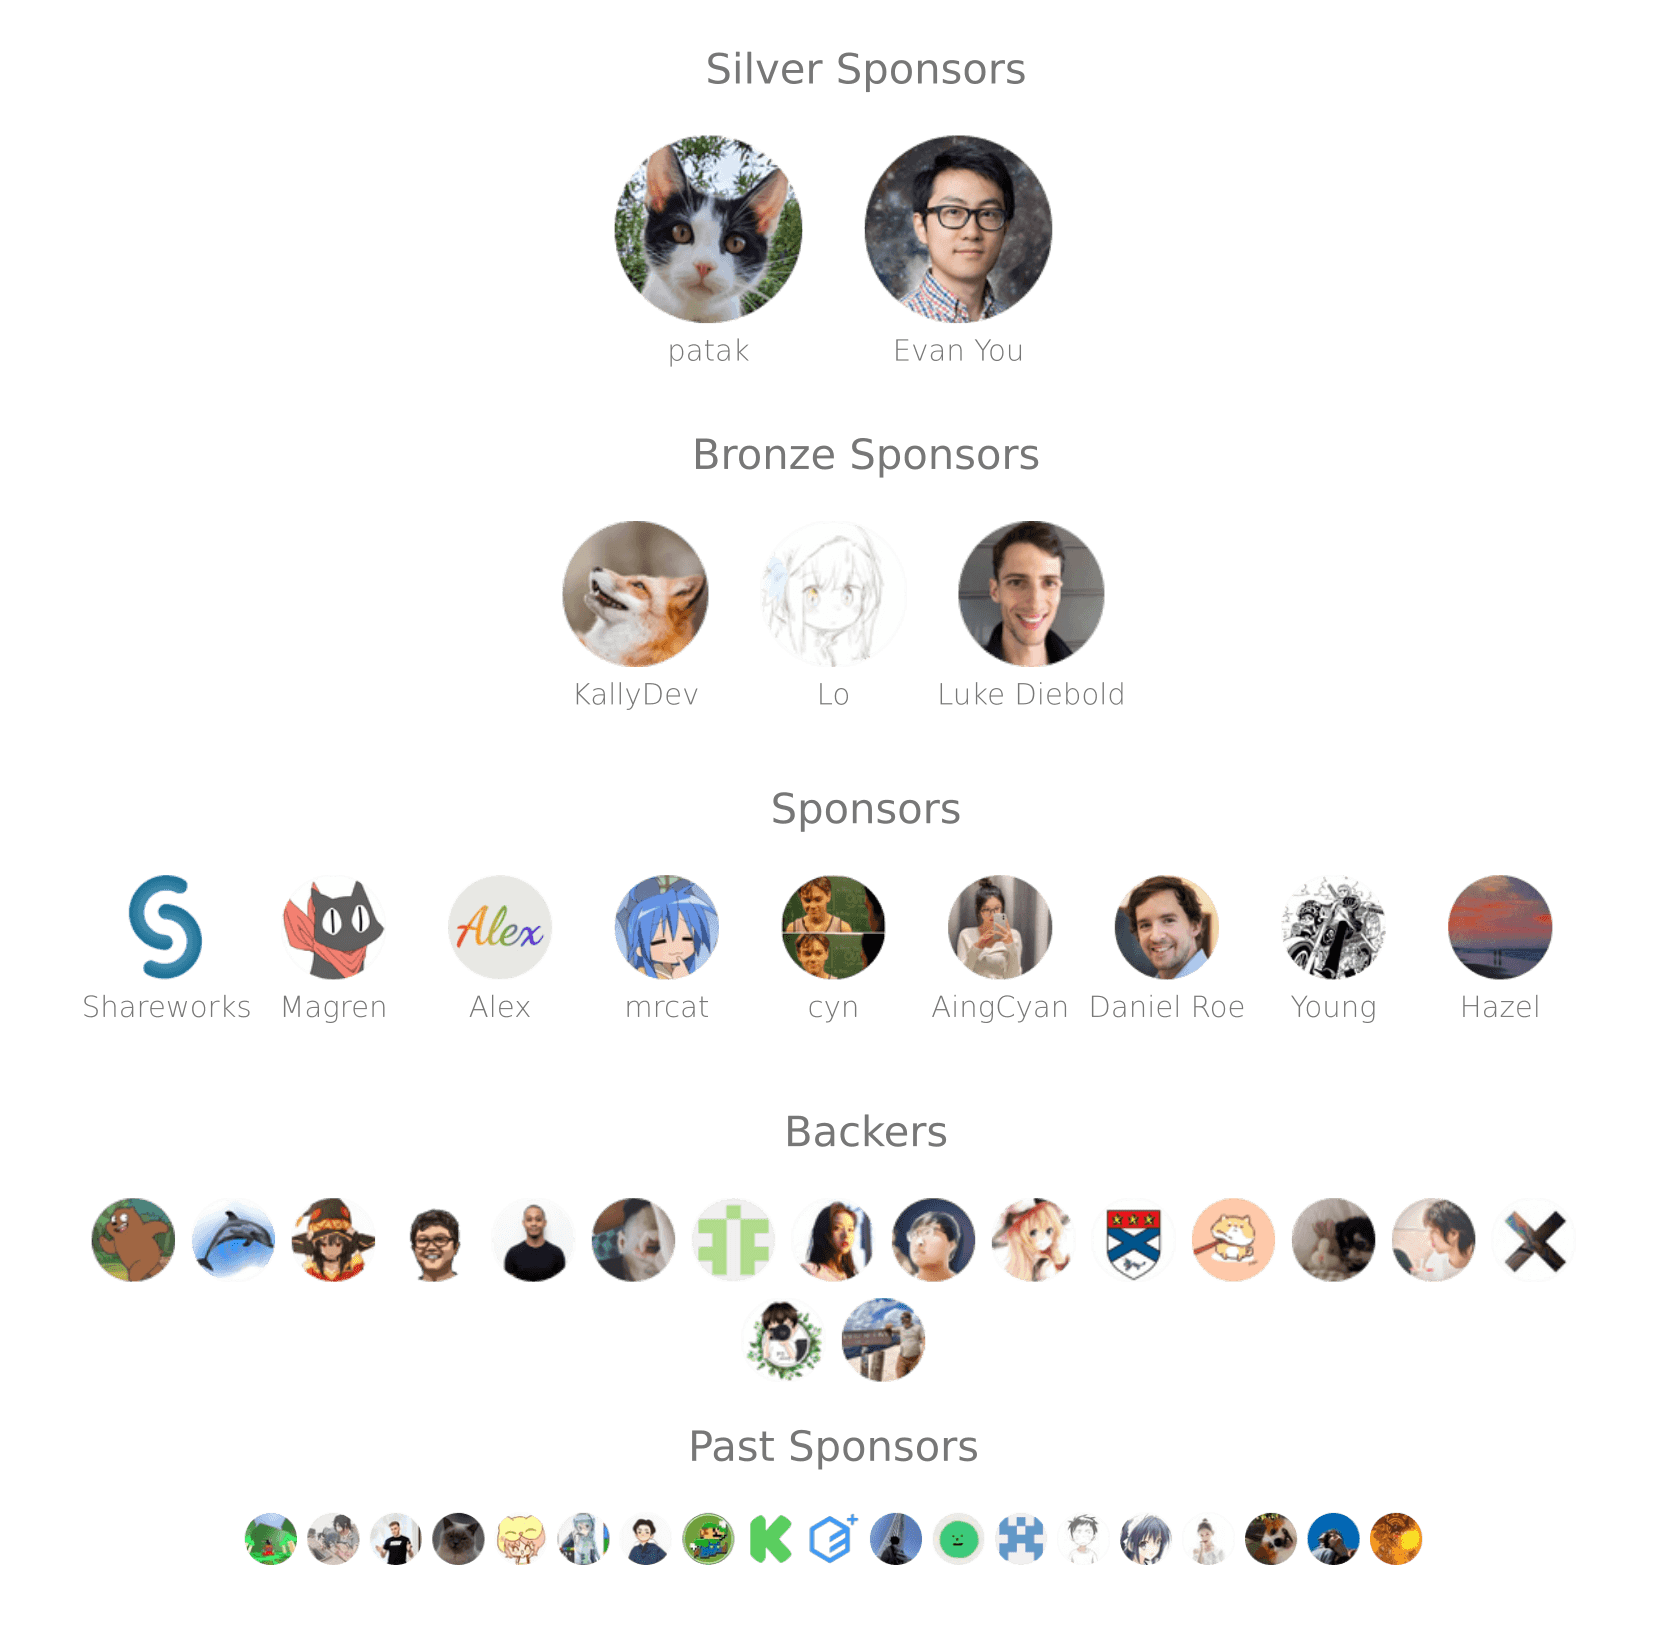 Silver Sponsors
patak
Evan You
Bronze Sponsors
KallyDev
Lo
Luke Diebold
Sponsors
Alex
Shareworks
Magren
Alex
mrcat
cyn
AingCyan
Daniel Roe
Young
Hazel
Backers
Past Sponsors